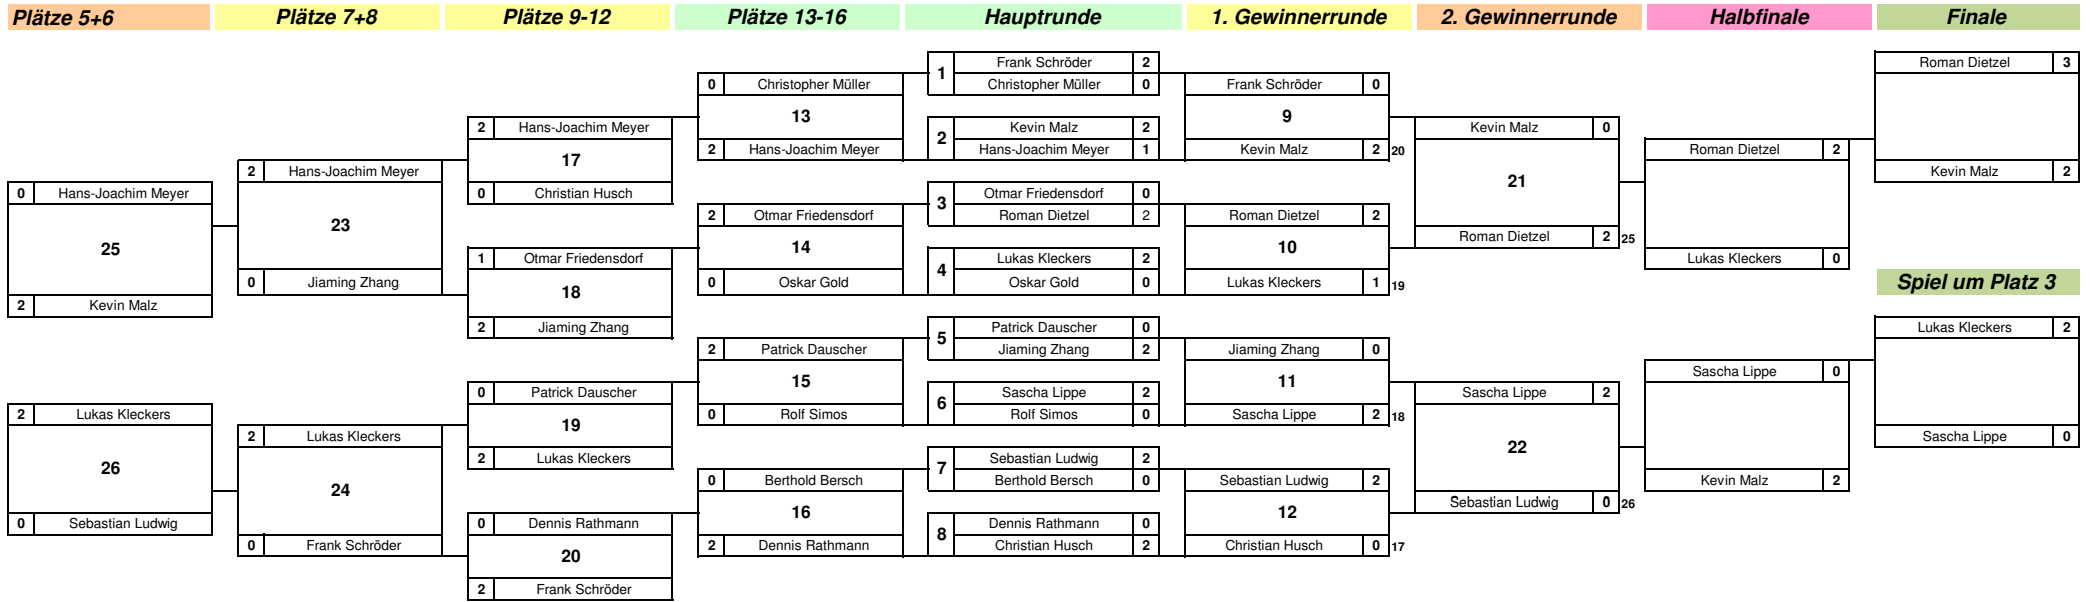 Plätze 5+6 Plätze 7+8 Plätze 9-12 Plätze 13-16 Hauptrunde 1. Gewinnerrunde 2. Gewinnerrunde Halbfinale Finale
1 Frank Schröder 2 Roman Dietzel 3
0 Christopher Müller Christopher Müller 0 Frank Schröder 0
13 9
2 Hans-Joachim Meyer 2 Kevin Malz 2 Kevin Malz 0
2 Hans-Joachim Meyer Hans-Joachim Meyer 1 Kevin Malz 2 20 Roman Dietzel 2
17
2 Hans-Joachim Meyer Kevin Malz 2
21
0 Hans-Joachim Meyer 0 Christian Husch 3 Otmar Friedensdorf 0
2 Otmar Friedensdorf Roman Dietzel 2 Roman Dietzel 2
23
Roman Dietzel 2 25
25 14 10
1 Otmar Friedensdorf 4 Lukas Kleckers 2 Lukas Kleckers 0
0 Jiaming Zhang 0 Oskar Gold Oskar Gold 0 Lukas Kleckers 1 19 Spiel um Platz 3
18
2 Kevin Malz
2 Jiaming Zhang 5 Patrick Dauscher 0 Lukas Kleckers 2
2 Patrick Dauscher Jiaming Zhang 2 Jiaming Zhang 0
Sascha Lippe 0
15 11
0 Patrick Dauscher 6 Sascha Lippe 2 Sascha Lippe 2
2 Lukas Kleckers 0 Rolf Simos Rolf Simos 0 Sascha Lippe 2 18
19
2 Lukas Kleckers Sascha Lippe 0
22
2 Lukas Kleckers 7 Sebastian Ludwig 2
26
0 Berthold Bersch Berthold Bersch 0 Sebastian Ludwig 2 Kevin Malz 2
24
Sebastian Ludwig 0 26
16 12
0 Sebastian Ludwig 0 Dennis Rathmann 8 Dennis Rathmann 0
0 Frank Schröder 2 Dennis Rathmann Christian Husch 2 Christian Husch 0 17
20
2 Frank Schröder